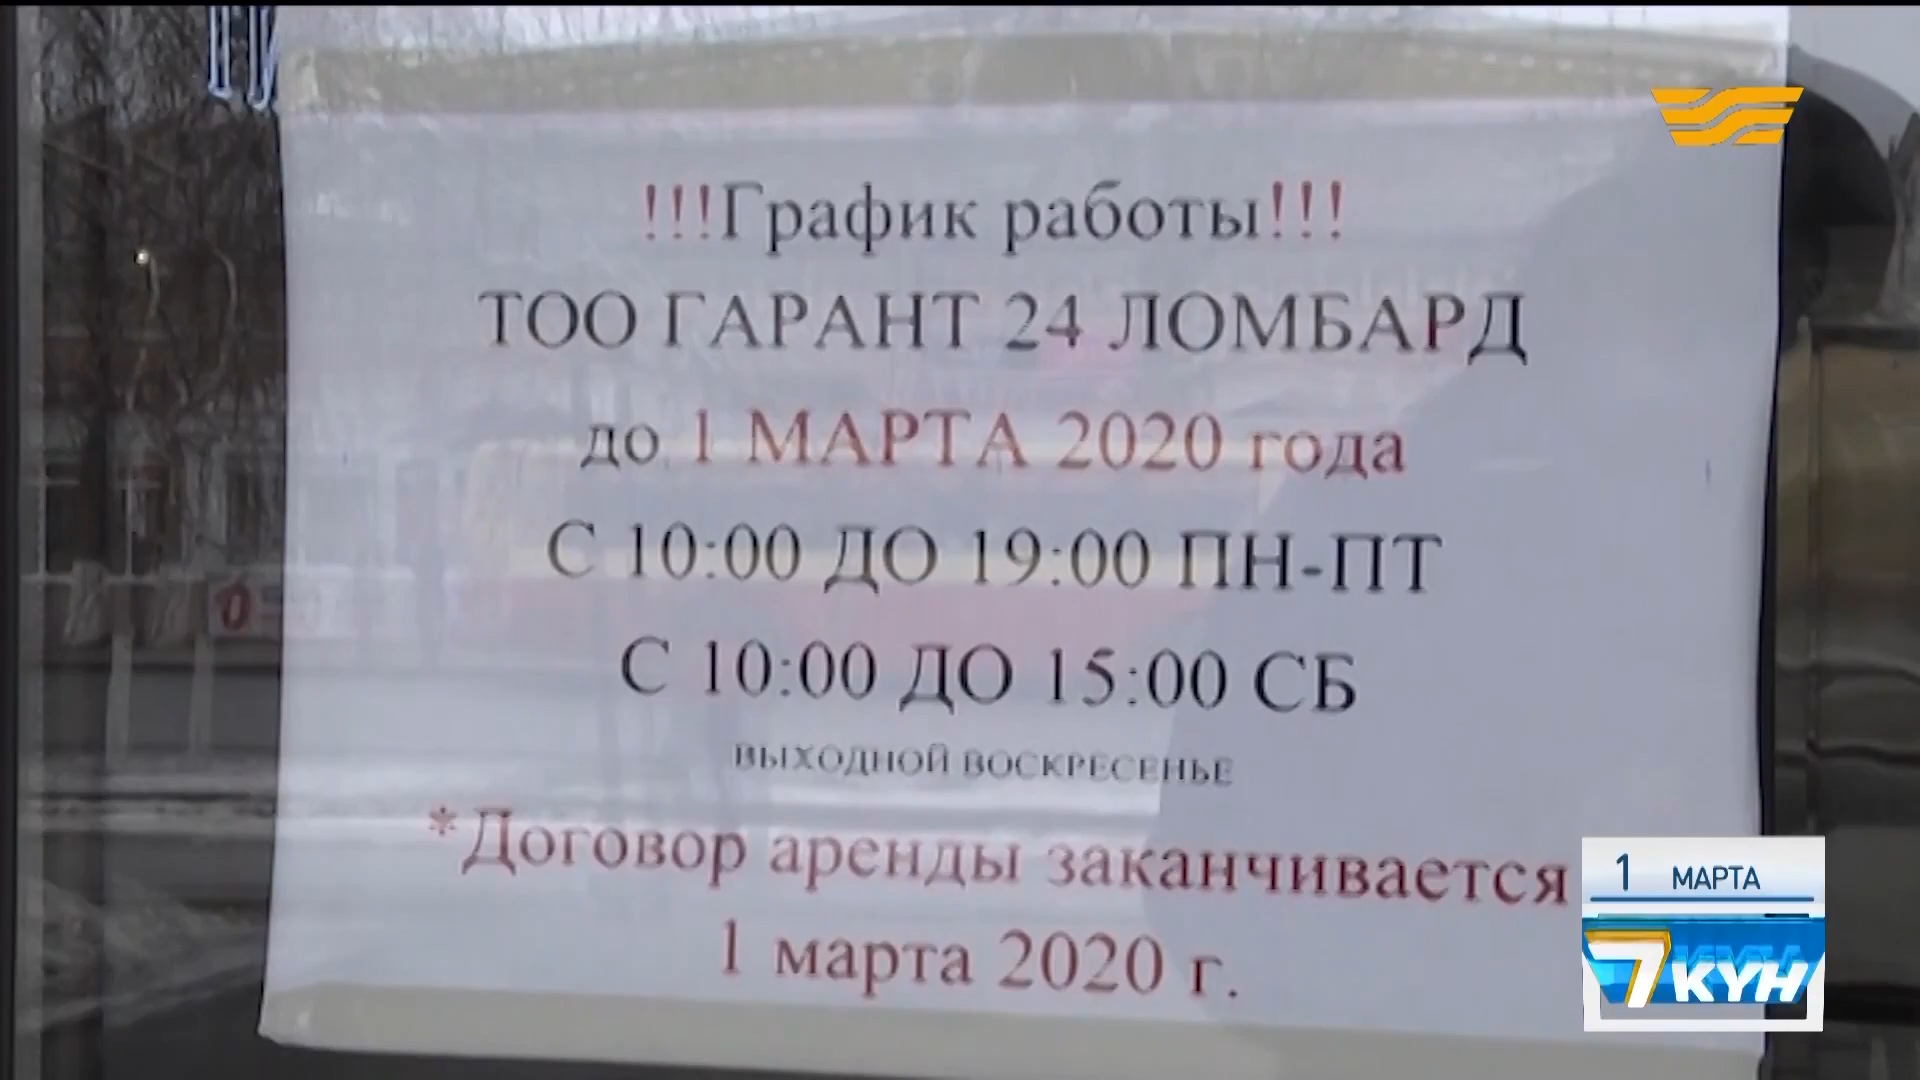 !!!График работы!!!
ТОО ГАРАНТ 24 ЛОМБАРД
до 1 МАРТА 2020 года
С 10:00 ДО 19:00 ПН-ПТ
С 10:00 ДО 15:00 СБ
ВЫХОДНОЙ ВОСКРЕСЕНЬЕ
*Договор аренды заканчивается
1 марта 2020 г.
1 МАРТА
7 КҮН